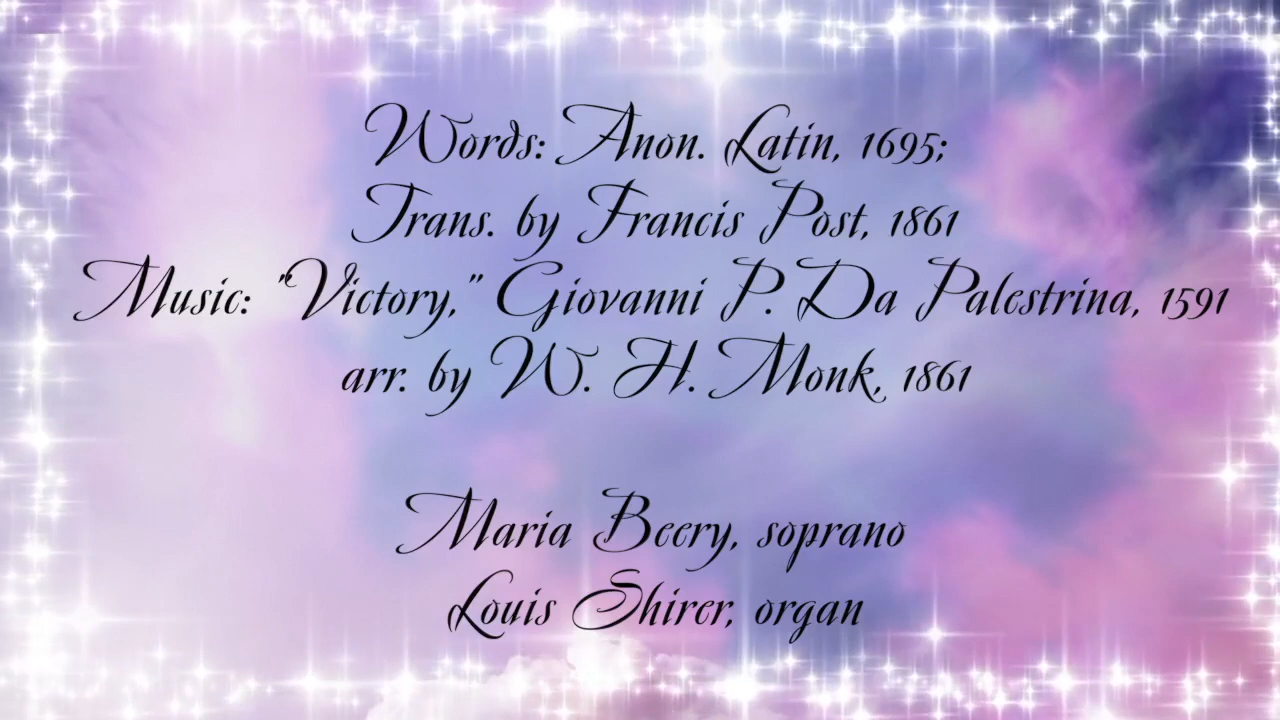 Words: Anon. Latin, 1695;
Trans. by Francis Post, 1861
Music: "Victory," Giovanni P. Da Palestrina, 1591
arr. by W. H. Monk, 1861
Maria Beery, soprano
Louis Shirer, organ